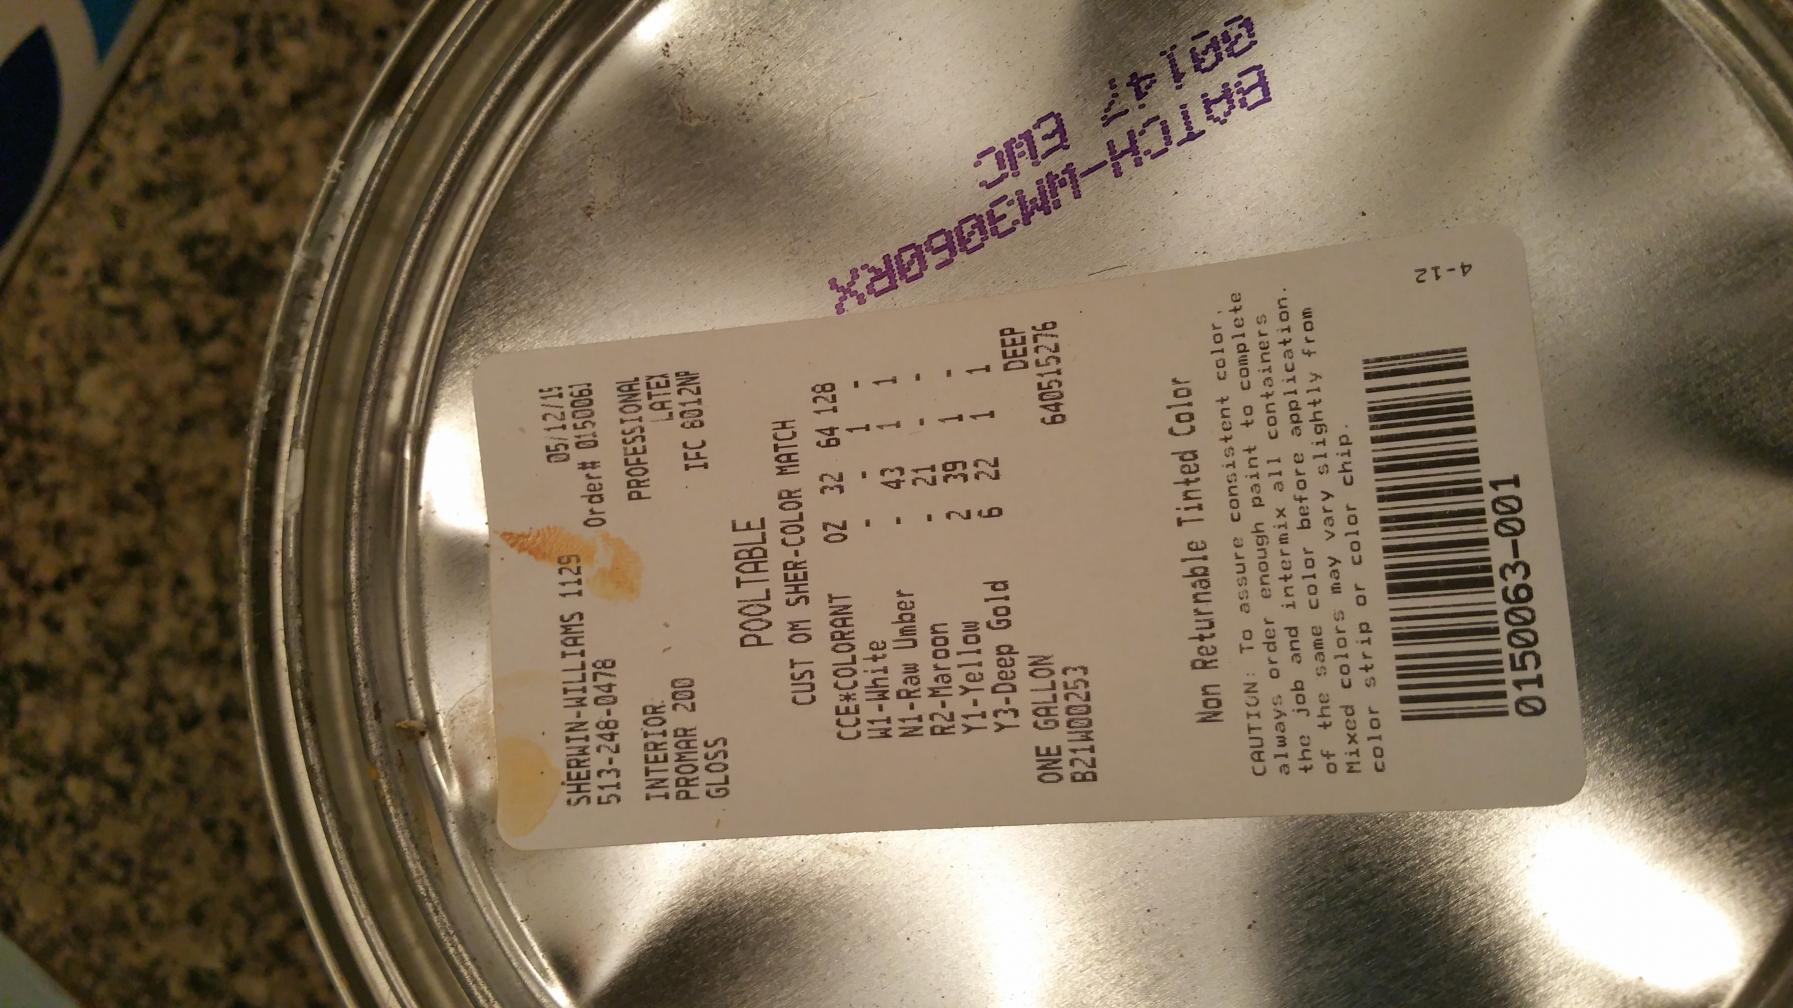 SHERWIN-WILLIAMS 1129 05/12/15
513-248-0478 Order# 0150063
INTERIOR PROFESSIONAL
PROMAR 200 LATEX
GLOSS IFC 8012NP
POOLTABLE
CUST OM SHER-COLOR MATCH
CCE*COLORANT OZ 32 64 128
W1-White - - 1 -
N1-Raw Umber - 43 1 1
R2-Maroon - 21 - -
Y1-Yellow 2 39 1 -
Y3-Deep Gold 6 22 1 1
ONE GALLON DEEP
B21W00253 640515276
Non Returnable Tinted Color
CAUTION: To assure consistent color,
always order enough paint to complete
the job and intermix all containers
of the same color before application.
Mixed colors may vary slightly from
color strip or color chip.
0150063-001
4-12
BATCH-WM3060RX